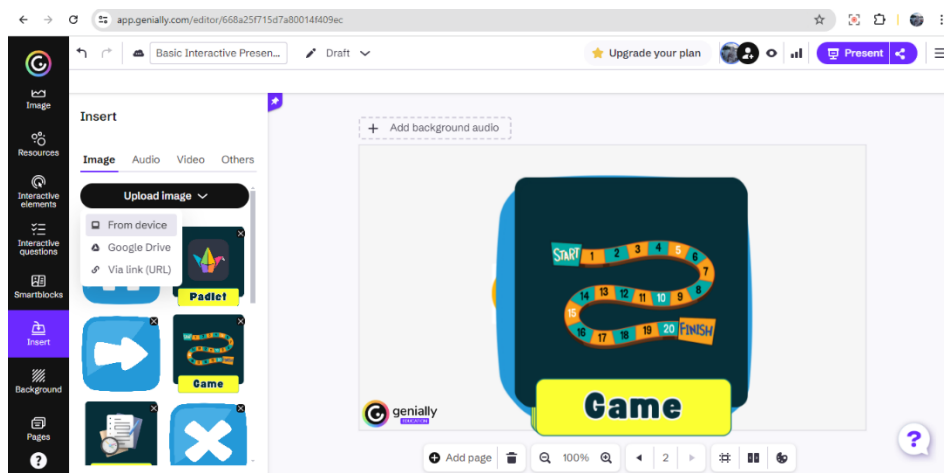 app.genially.com/editor/668a25f715d7a80014f409ec
Basic Interactive Presen...
Draft
Upgrade your plan
Present
Image
Resources
Interactive
elements
Interactive
questions
Smartblocks
Insert
Background
Pages
?
Insert
Image Audio Video Others
Upload image
From device
Google Drive
Via link (URL)
Padlet
Game
Add background audio
START 1 2 3 4 5 6
7
14 13 12 11 10 9 8
15
16 17 18 19 20 FINISH
Game
genially
EDUCATION
Add page
100%
2
?